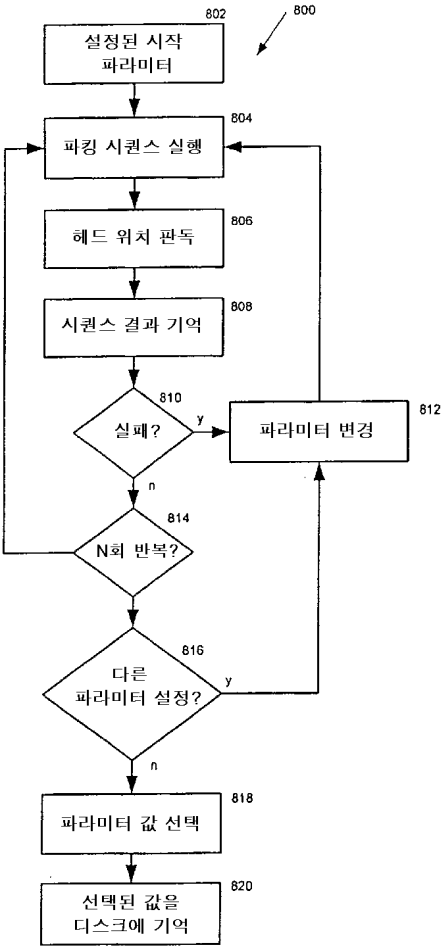 802
800
설정된 시작
파라미터
804
파킹 시퀀스 실행
806
헤드 위치 판독
808
시퀀스 결과 기억
810
실패?
y
812
파라미터 변경
n
814
N회 반복?
816
다른
파라미터 설정?
y
n
818
파라미터 값 선택
820
선택된 값을
디스크에 기억